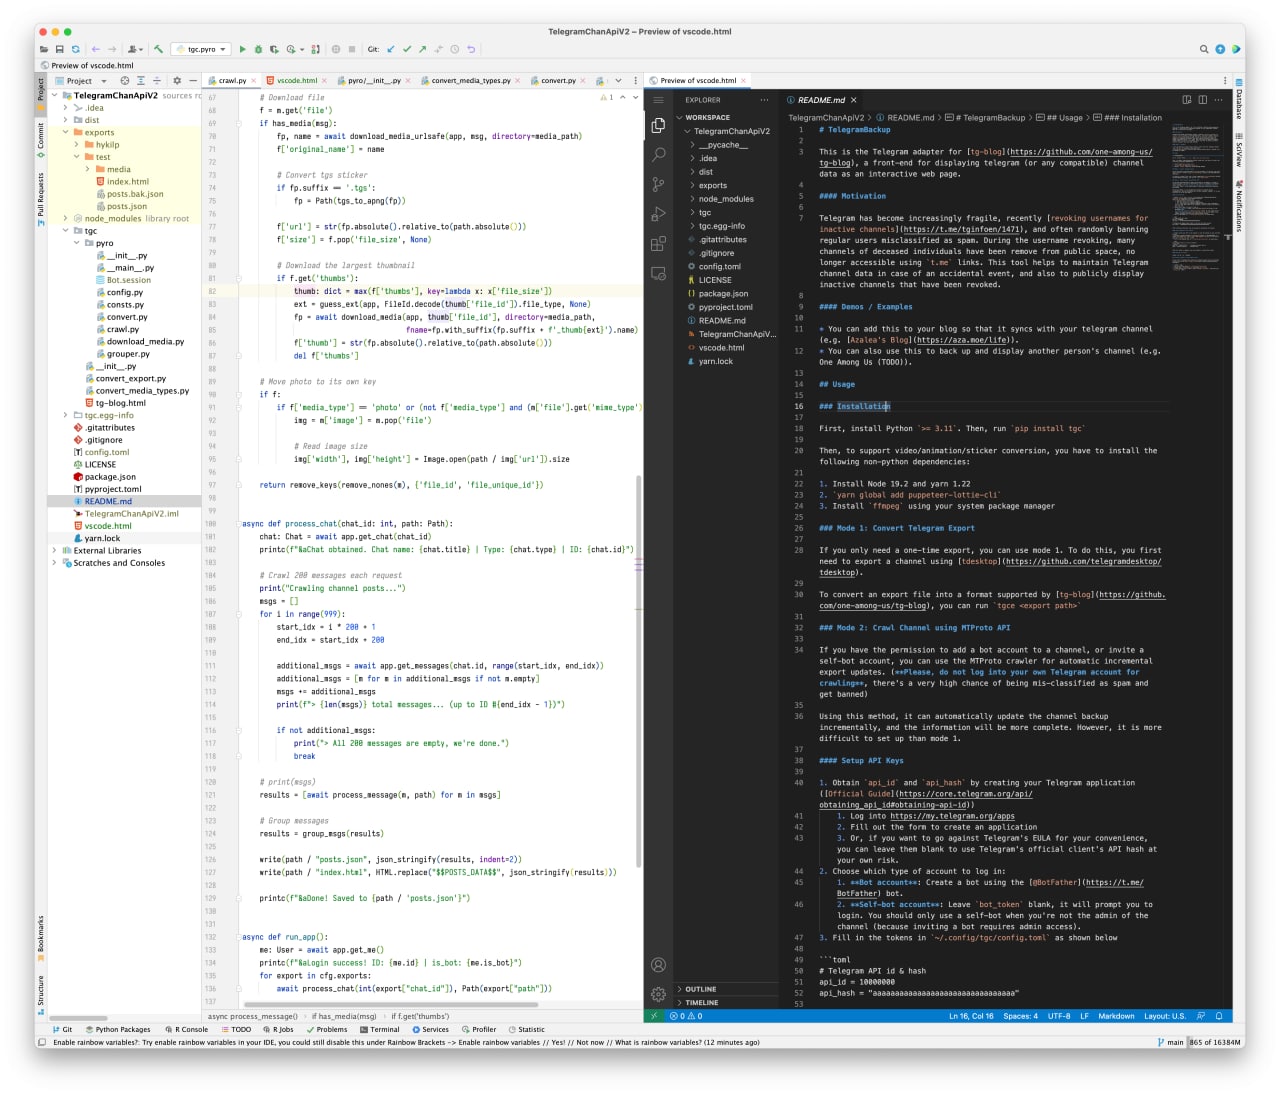 TelegramChanApiV2 – Preview of vscode.html
tgc.pyro
Git:
Preview of vscode.html
Project
crawl.py
vscode.html
pyro/__init__.py
convert_media_types.py
convert.py
Preview of vscode.html
Project
Commit
Pull Requests
Bookmarks
Structure
TelegramChanApiV2 sources ro
.idea
dist
exports
hykilp
test
media
index.html
posts.bak.json
posts.json
node_modules library root
tgc
pyro
__init__.py
__main__.py
Bot.session
config.py
consts.py
convert.py
crawl.py
download_media.py
grouper.py
__init__.py
convert_export.py
convert_media_types.py
tg-blog.html
tgc.egg-info
.gitattributes
.gitignore
config.toml
LICENSE
package.json
pyproject.toml
README.md
TelegramChanApiV2.iml
vscode.html
yarn.lock
External Libraries
Scratches and Consoles
1
67 # Download file
68 f = m.get('file')
69 if has_media(msg):
70 fp, name = await download_media_urlsafe(app, msg, directory=media_path)
71 f['original_name'] = name
72
73 # Convert tgs sticker
74 if fp.suffix == '.tgs':
75 fp = Path(tgs_to_apng(fp))
76
77 f['url'] = str(fp.absolute().relative_to(path.absolute()))
78 f['size'] = f.pop('file_size', None)
79
80 # Download the largest thumbnail
81 if f.get('thumbs'):
82 thumb: dict = max(f['thumbs'], key=lambda x: x['file_size'])
83 ext = guess_ext(app, FileId.decode(thumb['file_id']).file_type, None)
84 fp = await download_media(app, thumb['file_id'], directory=media_path,
85 fname=fp.with_suffix(fp.suffix + f'_thumb{ext}').name)
86 f['thumb'] = str(fp.absolute().relative_to(path.absolute()))
87 del f['thumbs']
88
89 # Move photo to its own key
90 if f:
91 if f['media_type'] == 'photo' or (not f['media_type'] and (m['file'].get('mime_type')
92 img = m['image'] = m.pop('file')
93
94 # Read image size
95 img['width'], img['height'] = Image.open(path / img['url']).size
96
97 return remove_keys(remove_nones(m), {'file_id', 'file_unique_id'})
98
99
100 async def process_chat(chat_id: int, path: Path):
101 chat: Chat = await app.get_chat(chat_id)
102 printc(f"&aChat obtained. Chat name: {chat.title} | Type: {chat.type} | ID: {chat.id}")
103
104 # Crawl 200 messages each request
105 print("Crawling channel posts...")
106 msgs = []
107 for i in range(999):
108 start_idx = i * 200 + 1
109 end_idx = start_idx + 200
110
111 additional_msgs = await app.get_messages(chat.id, range(start_idx, end_idx))
112 additional_msgs = [m for m in additional_msgs if not m.empty]
113 msgs += additional_msgs
114 print(f"> {len(msgs)} total messages... (up to ID #{end_idx - 1})")
115
116 if not additional_msgs:
117 print("> All 200 messages are empty, we're done.")
118 break
119
120 # print(msgs)
121 results = [await process_message(m, path) for m in msgs]
122
123 # Group messages
124 results = group_msgs(results)
125
126 write(path / "posts.json", json_stringify(results, indent=2))
127 write(path / "index.html", HTML.replace("$$POSTS_DATA$$", json_stringify(results)))
128
129 printc(f"&aDone! Saved to {path / 'posts.json'}")
130
131
132 async def run_app():
133 me: User = await app.get_me()
134 printc(f"&aLogin success! ID: {me.id} | is_bot: {me.is_bot}")
135 for export in cfg.exports:
136 await process_chat(int(export["chat_id"]), Path(export["path"]))
137
async process_message() › if has_media(msg) › if f.get('thumbs')
EXPLORER
WORKSPACE
TelegramChanApiV2
__pycache__
.idea
dist
exports
node_modules
tgc
tgc.egg-info
.gitattributes
.gitignore
config.toml
LICENSE
package.json
pyproject.toml
README.md
TelegramChanApiV...
vscode.html
yarn.lock
OUTLINE
TIMELINE
README.md
TelegramChanApiV2 > README.md > # TelegramBackup > ## Usage > ### Installation
1 # TelegramBackup
2
3 This is the Telegram adapter for [tg-blog](https://github.com/one-among-us/
tg-blog), a front-end for displaying telegram (or any compatible) channel
data as an interactive web page.
4
5 #### Motivation
6
7 Telegram has become increasingly fragile, recently [revoking usernames for
inactive channels](https://t.me/tginfoen/1471), and often randomly banning
regular users misclassified as spam. During the username revoking, many
channels of deceased individuals have been remove from public space, no
longer accessible using `t.me` links. This tool helps to maintain Telegram
channel data in case of an accidental event, and also to publicly display
inactive channels that have been revoked.
8
9 #### Demos / Examples
10
11 * You can add this to your blog so that it syncs with your telegram channel
(e.g. [Azalea's Blog](https://aza.moe/life)).
12 * You can also use this to back up and display another person's channel (e.g.
One Among Us (TODO)).
13
14 ## Usage
15
16 ### Installation
17
18 First, install Python `>= 3.11`. Then, run `pip install tgc`
19
20 Then, to support video/animation/sticker conversion, you have to install the
following non-python dependencies:
21
22 1. Install Node 19.2 and yarn 1.22
23 2. `yarn global add puppeteer-lottie-cli`
24 3. Install `ffmpeg` using your system package manager
25
26 ### Mode 1: Convert Telegram Export
27
28 If you only need a one-time export, you can use mode 1. To do this, you first
need to export a channel using [tdesktop](https://github.com/telegramdesktop/
tdesktop).
29
30 To convert an export file into a format supported by [tg-blog](https://github.
com/one-among-us/tg-blog), you can run `tgce <export path>`
31
32 ### Mode 2: Crawl Channel using MTProto API
33
34 If you have the permission to add a bot account to a channel, or invite a
self-bot account, you can use the MTProto crawler for automatic incremental
export updates. (**Please, do not log into your own Telegram account for
crawling**, there's a very high chance of being mis-classified as spam and
get banned)
35
36 Using this method, it can automatically update the channel backup
incrementally, and the information will be more complete. However, it is more
difficult to set up than mode 1.
37
38 #### Setup API Keys
39
40 1. Obtain `api_id` and `api_hash` by creating your Telegram application
([Official Guide](https://core.telegram.org/api/
obtaining_api_id#obtaining-api-id))
41 1. Log into https://my.telegram.org/apps
42 2. Fill out the form to create an application
43 3. Or, if you want to go against Telegram's EULA for your convenience,
you can leave them blank to use Telegram's official client's API hash at
your own risk.
44 2. Choose which type of account to log in:
45 1. **Bot account**: Create a bot using the [@BotFather](https://t.me/
BotFather) bot.
46 2. **Self-bot account**: Leave `bot_token` blank, it will prompt you to
login. You should only use a self-bot when you're not the admin of the
channel (because inviting a bot requires admin access).
47 3. Fill in the tokens in `~/.config/tgc/config.toml` as shown below
48
49 ```toml
50 # Telegram API id & hash
51 api_id = 10000000
52 api_hash = "aaaaaaaaaaaaaaaaaaaaaaaaaaaaaaaa"
53
0 0
Ln 16, Col 16 Spaces: 4 UTF-8 LF Markdown Layout: U.S.
Database
SciView
Notifications
Git Python Packages R Console TODO R Jobs Problems Terminal Services Profiler Statistic
Enable rainbow variables?: Try enable rainbow variables in your IDE, you could still disable this under Rainbow Brackets -> Enable rainbow variables // Yes! // Not now // What is rainbow variables? (12 minutes ago)
main
865 of 16384M